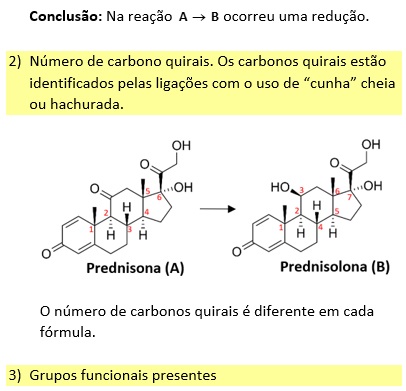 Conclusão: Na reação A → B ocorreu uma redução.
2) Número de carbono quirais. Os carbonos quirais estão
identificados pelas ligações com o uso de “cunha” cheia
ou hachurada.
OH
O
OH
O
1
2
3
4
5
6
H
H
H
O
Prednisona (A)
OH
O
OH
HO
1
2
3
4
5
6
7
H
H
H
O
Prednisolona (B)
O número de carbonos quirais é diferente em cada
fórmula.
3) Grupos funcionais presentes